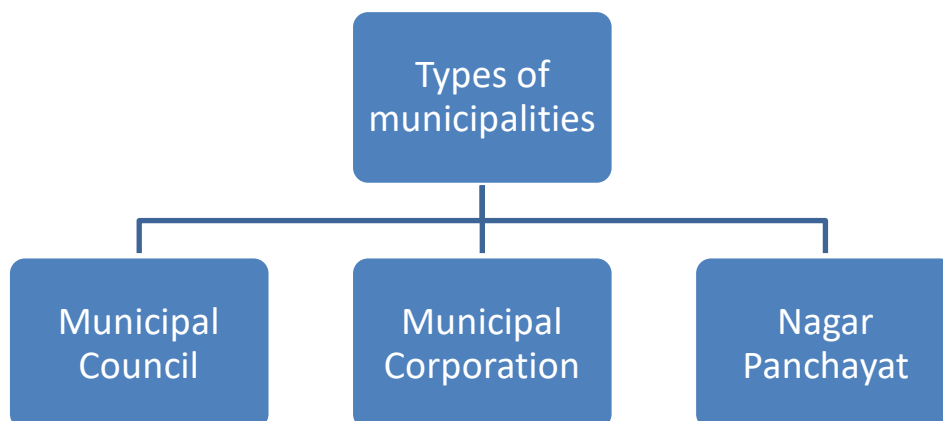 Types of
municipalities
Municipal
Council
Municipal
Corporation
Nagar
Panchayat